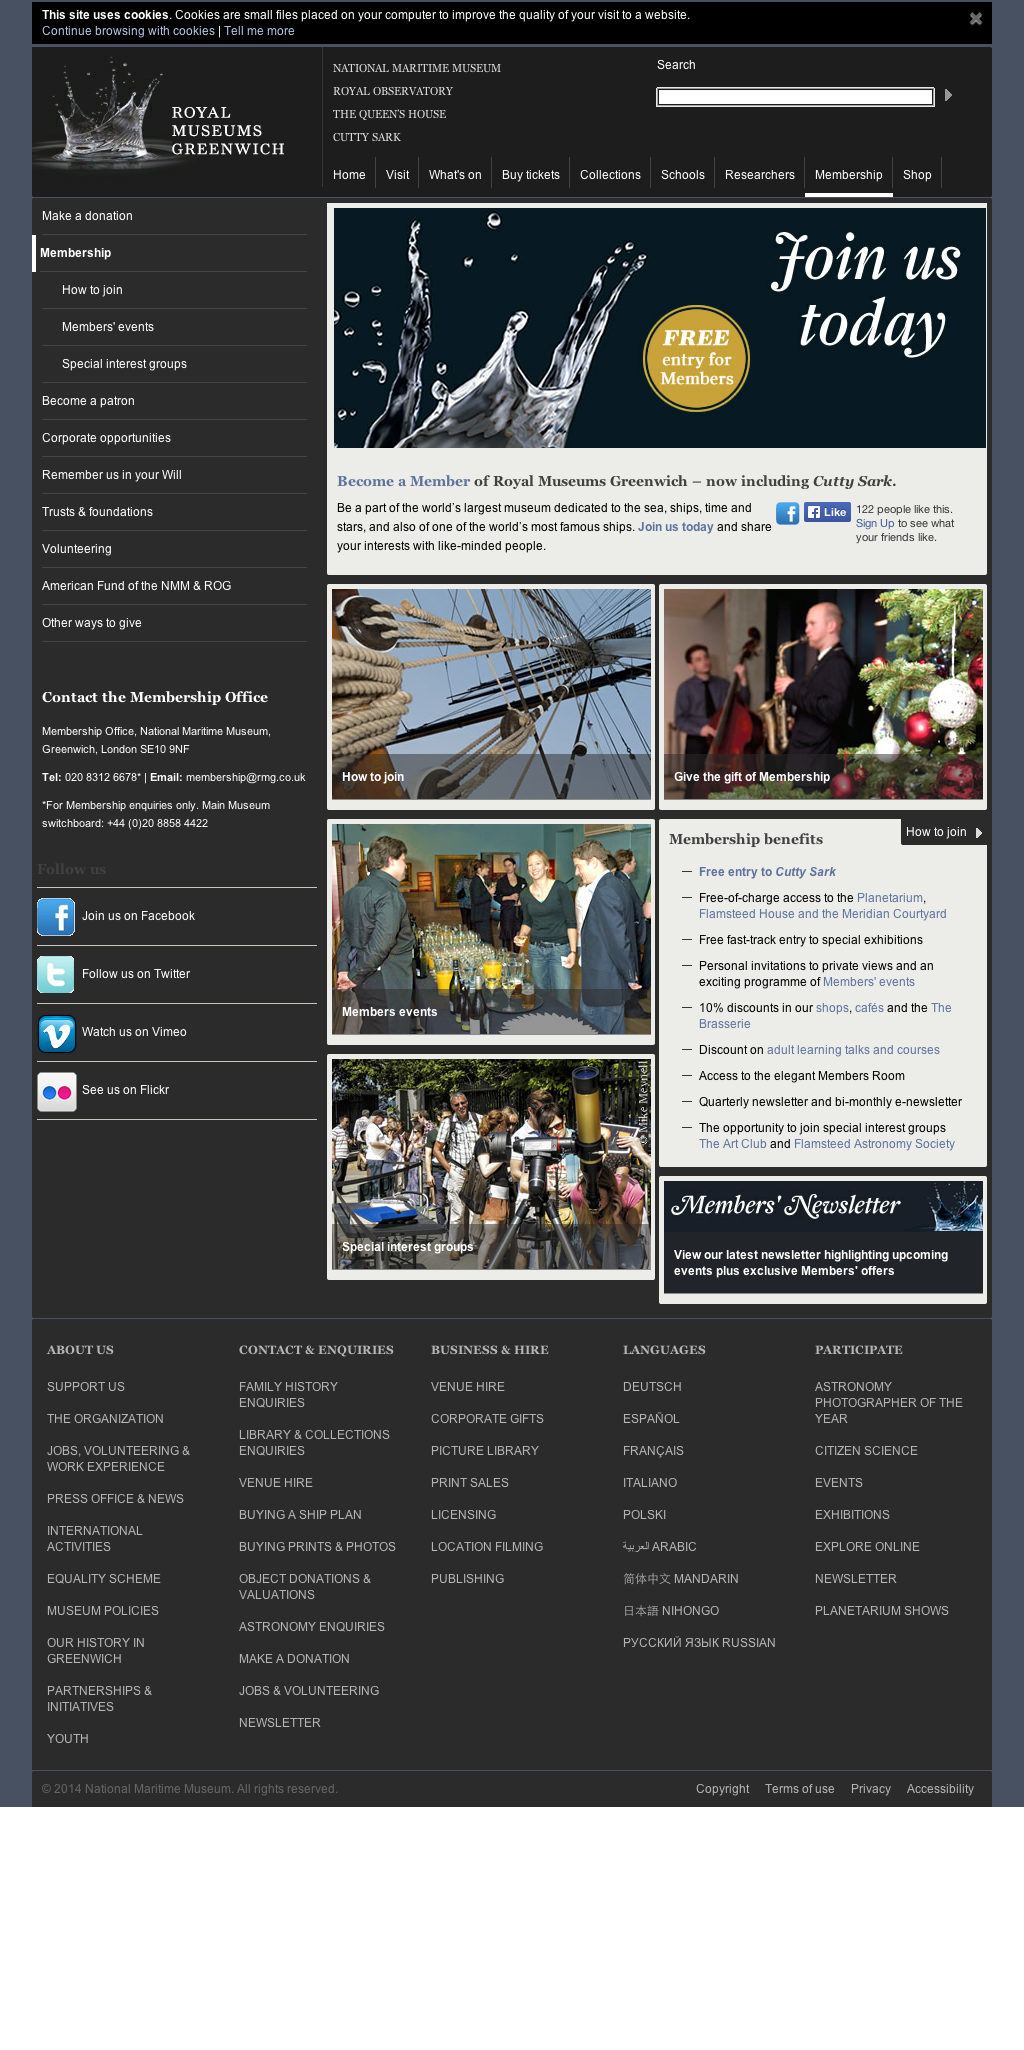 This site uses cookies. Cookies are small files placed on your computer to improve the quality of your visit to a website.
Continue browsing with cookies | Tell me more
ROYAL
MUSEUMS
GREENWICH
NATIONAL MARITIME MUSEUM
ROYAL OBSERVATORY
THE QUEEN'S HOUSE
CUTTY SARK
Search
Home
Visit
What's on
Buy tickets
Collections
Schools
Researchers
Membership
Shop
Make a donation
Membership
How to join
Members' events
Special interest groups
Become a patron
Corporate opportunities
Remember us in your Will
Trusts & foundations
Volunteering
American Fund of the NMM & ROG
Other ways to give
Contact the Membership Office
Membership Office, National Maritime Museum,
Greenwich, London SE10 9NF
Tel: 020 8312 6678* | Email: membership@rmg.co.uk
*For Membership enquiries only. Main Museum
switchboard: +44 (0)20 8858 4422
Follow us
Join us on Facebook
Follow us on Twitter
Watch us on Vimeo
See us on Flickr
Join us
today
FREE
entry for
Members
Become a Member of Royal Museums Greenwich – now including Cutty Sark.
Be a part of the world's largest museum dedicated to the sea, ships, time and
stars, and also of one of the world's most famous ships. Join us today and share
your interests with like-minded people.
Like
122 people like this.
Sign Up to see what
your friends like.
How to join
Give the gift of Membership
Members events
© Mike Meynell
Special interest groups
Membership benefits
How to join
— Free entry to Cutty Sark
— Free-of-charge access to the Planetarium,
Flamsteed House and the Meridian Courtyard
— Free fast-track entry to special exhibitions
— Personal invitations to private views and an
exciting programme of Members' events
— 10% discounts in our shops, cafés and the The
Brasserie
— Discount on adult learning talks and courses
— Access to the elegant Members Room
— Quarterly newsletter and bi-monthly e-newsletter
— The opportunity to join special interest groups
The Art Club and Flamsteed Astronomy Society
Members' Newsletter
View our latest newsletter highlighting upcoming
events plus exclusive Members' offers
ABOUT US
SUPPORT US
THE ORGANIZATION
JOBS, VOLUNTEERING &
WORK EXPERIENCE
PRESS OFFICE & NEWS
INTERNATIONAL
ACTIVITIES
EQUALITY SCHEME
MUSEUM POLICIES
OUR HISTORY IN
GREENWICH
PARTNERSHIPS &
INITIATIVES
YOUTH
CONTACT & ENQUIRIES
FAMILY HISTORY
ENQUIRIES
LIBRARY & COLLECTIONS
ENQUIRIES
VENUE HIRE
BUYING A SHIP PLAN
BUYING PRINTS & PHOTOS
OBJECT DONATIONS &
VALUATIONS
ASTRONOMY ENQUIRIES
MAKE A DONATION
JOBS & VOLUNTEERING
NEWSLETTER
BUSINESS & HIRE
VENUE HIRE
CORPORATE GIFTS
PICTURE LIBRARY
PRINT SALES
LICENSING
LOCATION FILMING
PUBLISHING
LANGUAGES
DEUTSCH
ESPAÑOL
FRANÇAIS
ITALIANO
POLSKI
العربية ARABIC
简体中文 MANDARIN
日本語 NIHONGO
РУССКИЙ ЯЗЫК RUSSIAN
PARTICIPATE
ASTRONOMY
PHOTOGRAPHER OF THE
YEAR
CITIZEN SCIENCE
EVENTS
EXHIBITIONS
EXPLORE ONLINE
NEWSLETTER
PLANETARIUM SHOWS
© 2014 National Maritime Museum. All rights reserved.
Copyright
Terms of use
Privacy
Accessibility